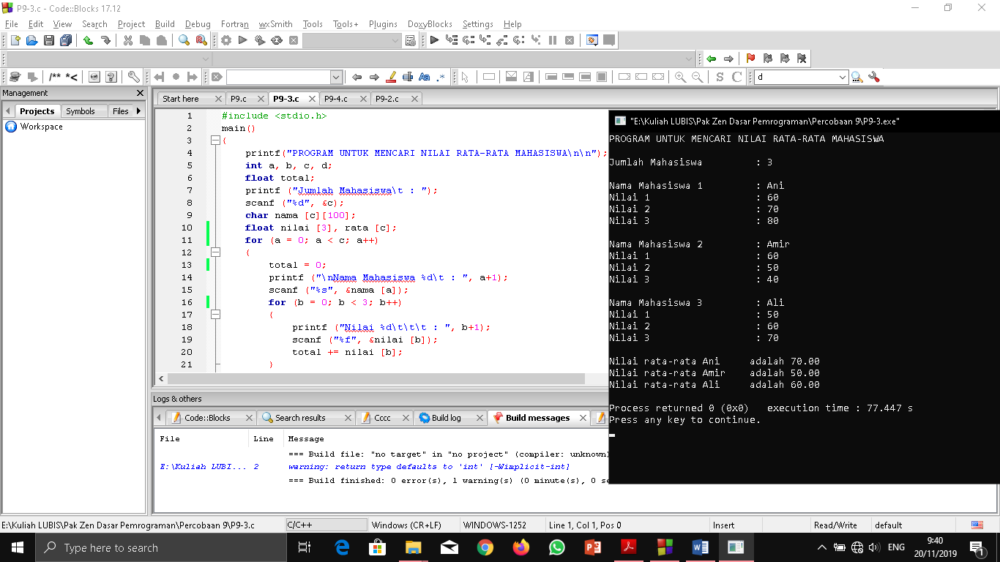 P9-3.c - Code::Blocks 17.12
File Edit View Search Project Build Debug Fortran wxSmith Tools Tools+ Plugins DoxyBlocks Settings Help
/** *<
Aa .*
S C d
Management
Projects Symbols Files
Workspace
Start here P9.c P9-3.c P9-4.c P9-2.c
1 #include <stdio.h>
2 main()
3 {
4 printf("PROGRAM UNTUK MENCARI NILAI RATA-RATA MAHASISWA\n\n");
5 int a, b, c, d;
6 float total;
7 printf ("Jumlah Mahasiswa\t : ");
8 scanf ("%d", &c);
9 char nama [c][100];
10 float nilai [3], rata [c];
11 for (a = 0; a < c; a++)
12 {
13 total = 0;
14 printf ("\nNama Mahasiswa %d\t : ", a+1);
15 scanf ("%s", &nama [a]);
16 for (b = 0; b < 3; b++)
17 {
18 printf ("Nilai %d\t\t\t : ", b+1);
19 scanf ("%f", &nilai [b]);
20 total += nilai [b];
21 }
"E:\Kuliah LUBIS\Pak Zen Dasar Pemrograman\Percobaan 9\P9-3.exe"
PROGRAM UNTUK MENCARI NILAI RATA-RATA MAHASISWA
Jumlah Mahasiswa : 3
Nama Mahasiswa 1 : Ani
Nilai 1 : 60
Nilai 2 : 70
Nilai 3 : 80
Nama Mahasiswa 2 : Amir
Nilai 1 : 60
Nilai 2 : 50
Nilai 3 : 40
Nama Mahasiswa 3 : Ali
Nilai 1 : 50
Nilai 2 : 60
Nilai 3 : 70
Nilai rata-rata Ani adalah 70.00
Nilai rata-rata Amir adalah 50.00
Nilai rata-rata Ali adalah 60.00
Process returned 0 (0x0) execution time : 77.447 s
Press any key to continue.
Logs & others
Code::Blocks Search results Cccc Build log Build messages
File Line Message
=== Build file: "no target" in "no project" (compiler: unknown)
E:\Kuliah LUBI... 2 warning: return type defaults to 'int' [-Wimplicit-int]
=== Build finished: 0 error(s), 1 warning(s) (0 minute(s), 0 se
E:\Kuliah LUBIS\Pak Zen Dasar Pemrograman\Percobaan 9\P9-3.c C/C++ Windows (CR+LF) WINDOWS-1252 Line 1, Col 1, Pos 0 Insert Read/Write default
Type here to search
ENG
9:40
20/11/2019
1